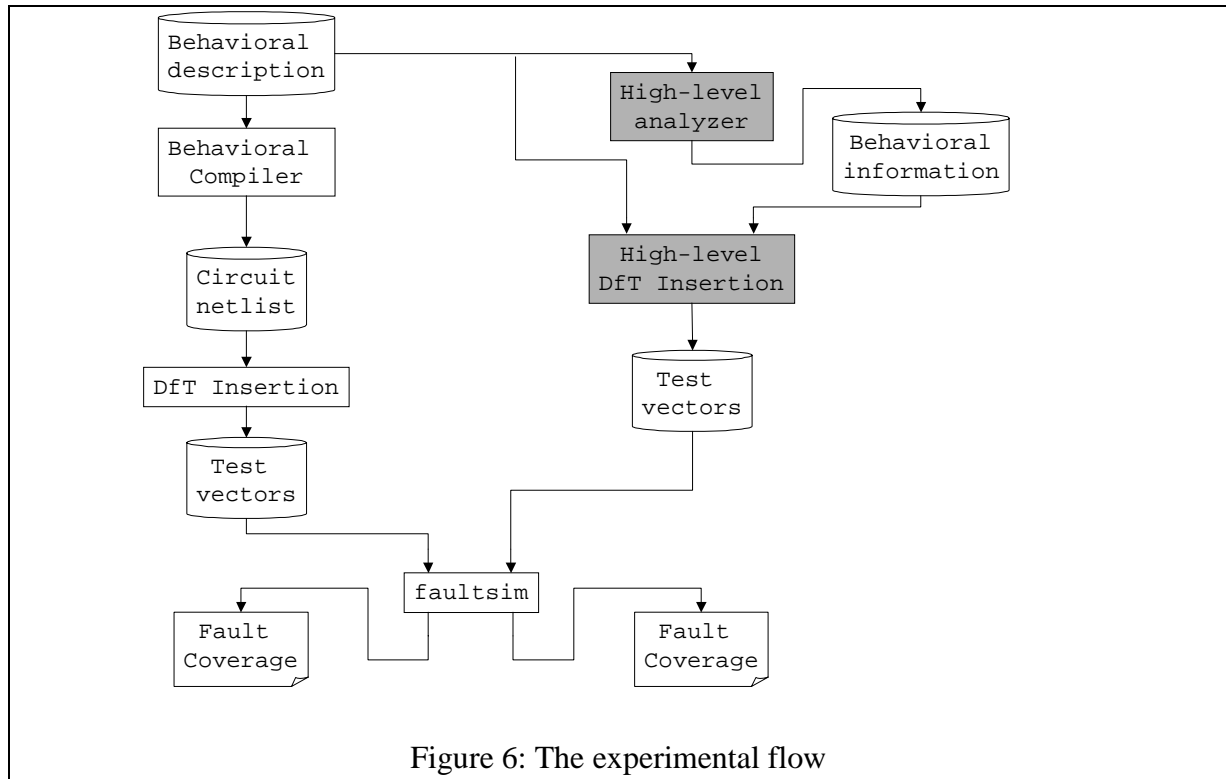 Behavioral
description
High-level
analyzer
Behavioral
information
Behavioral
Compiler
High-level
DfT Insertion
Circuit
netlist
DfT Insertion
Test
vectors
Test
vectors
faultsim
Fault
Coverage
Fault
Coverage
Figure 6: The experimental flow